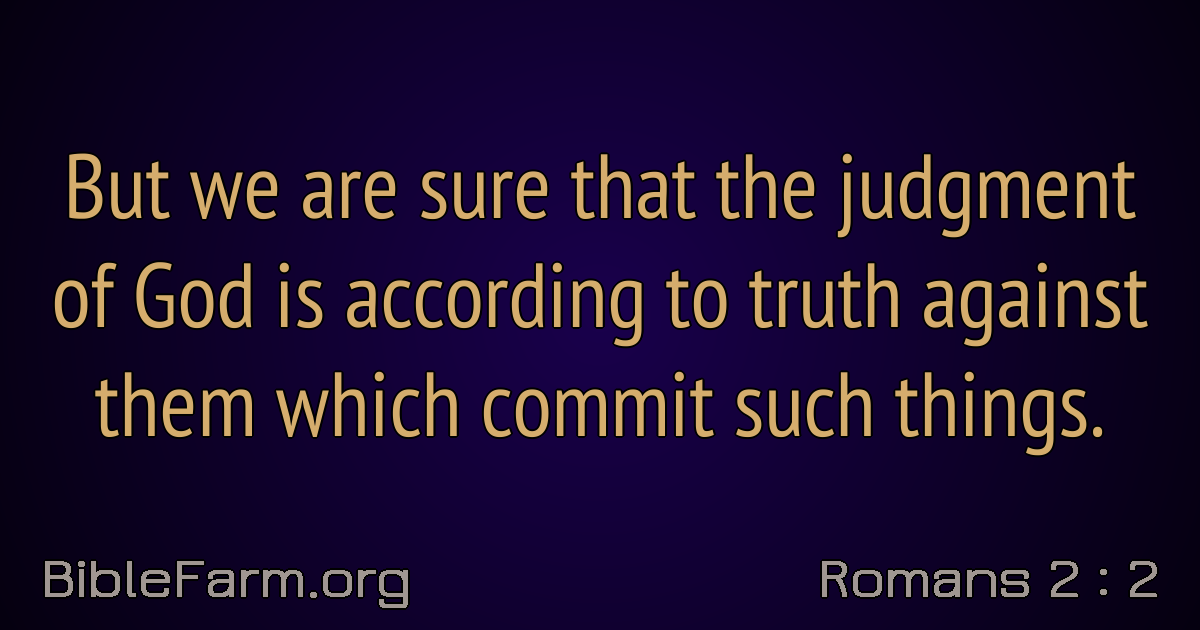 But we are sure that the judgment
of God is according to truth against
them which commit such things.
BibleFarm.org
Romans 2 : 2